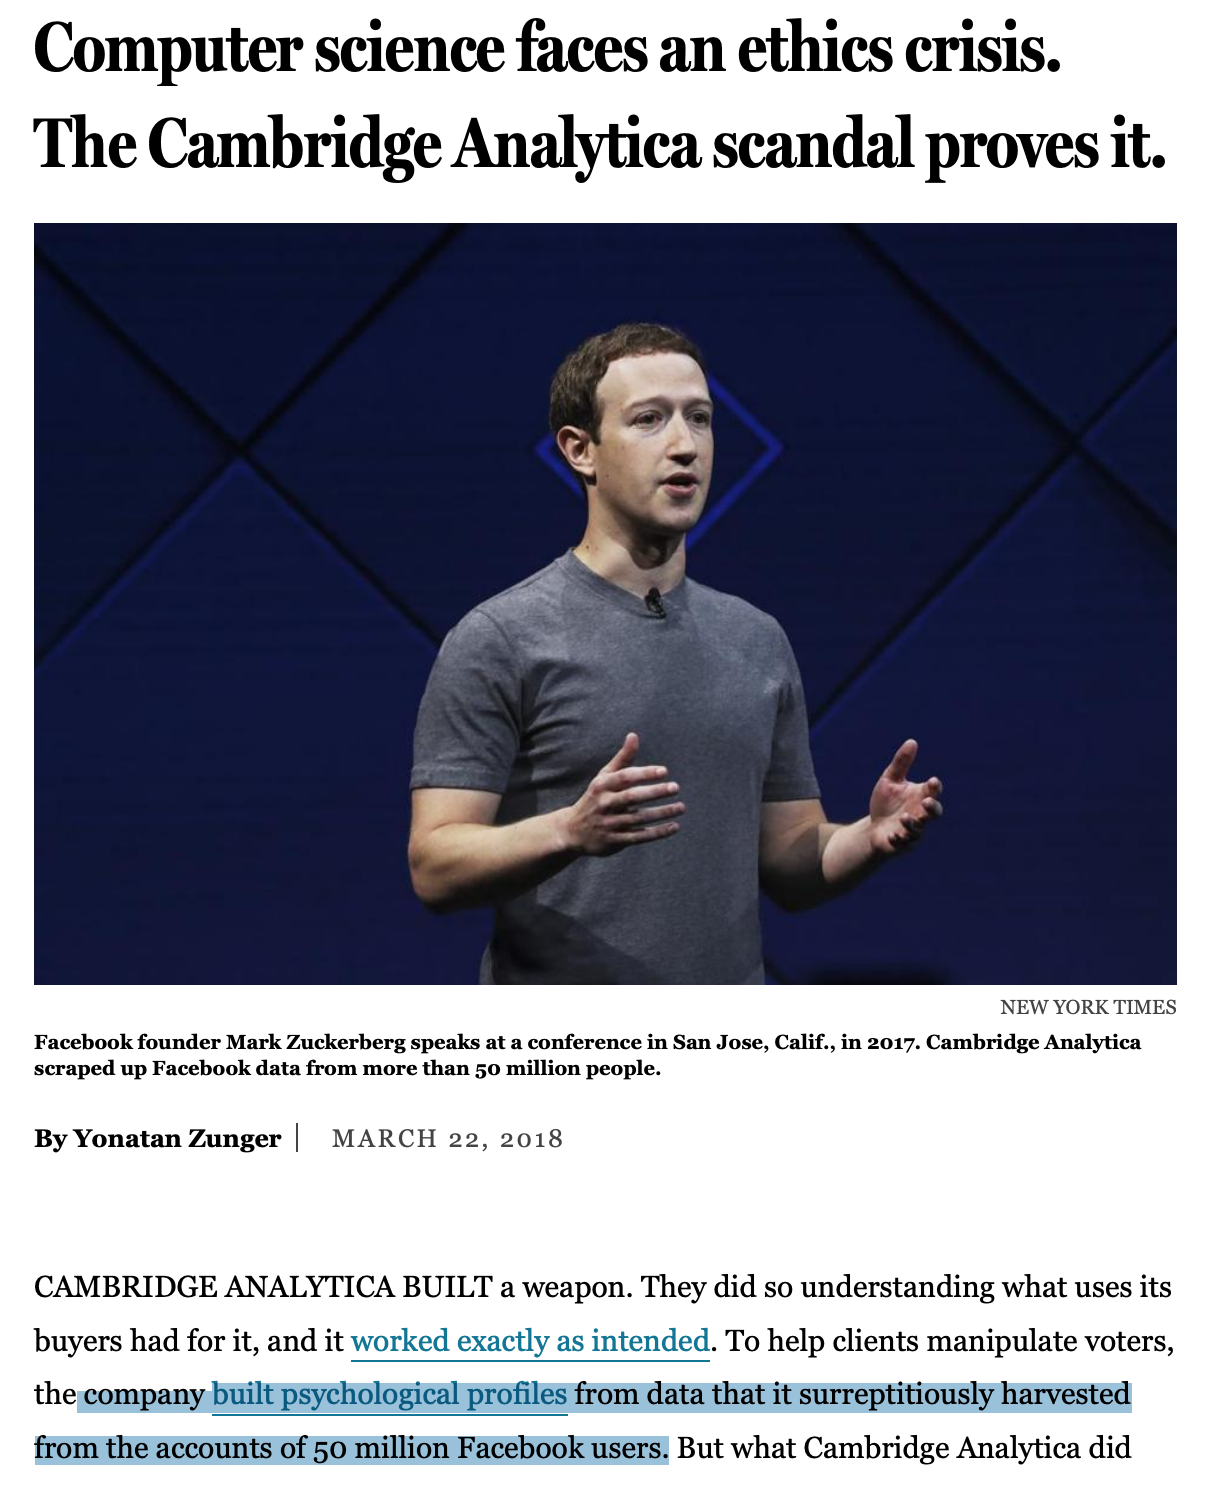 Computer science faces an ethics crisis.
The Cambridge Analytica scandal proves it.
NEW YORK TIMES
Facebook founder Mark Zuckerberg speaks at a conference in San Jose, Calif., in 2017. Cambridge Analytica
scraped up Facebook data from more than 50 million people.
By Yonatan Zunger | MARCH 22, 2018
CAMBRIDGE ANALYTICA BUILT a weapon. They did so understanding what uses its
buyers had for it, and it worked exactly as intended. To help clients manipulate voters,
the company built psychological profiles from data that it surreptitiously harvested
from the accounts of 50 million Facebook users. But what Cambridge Analytica did